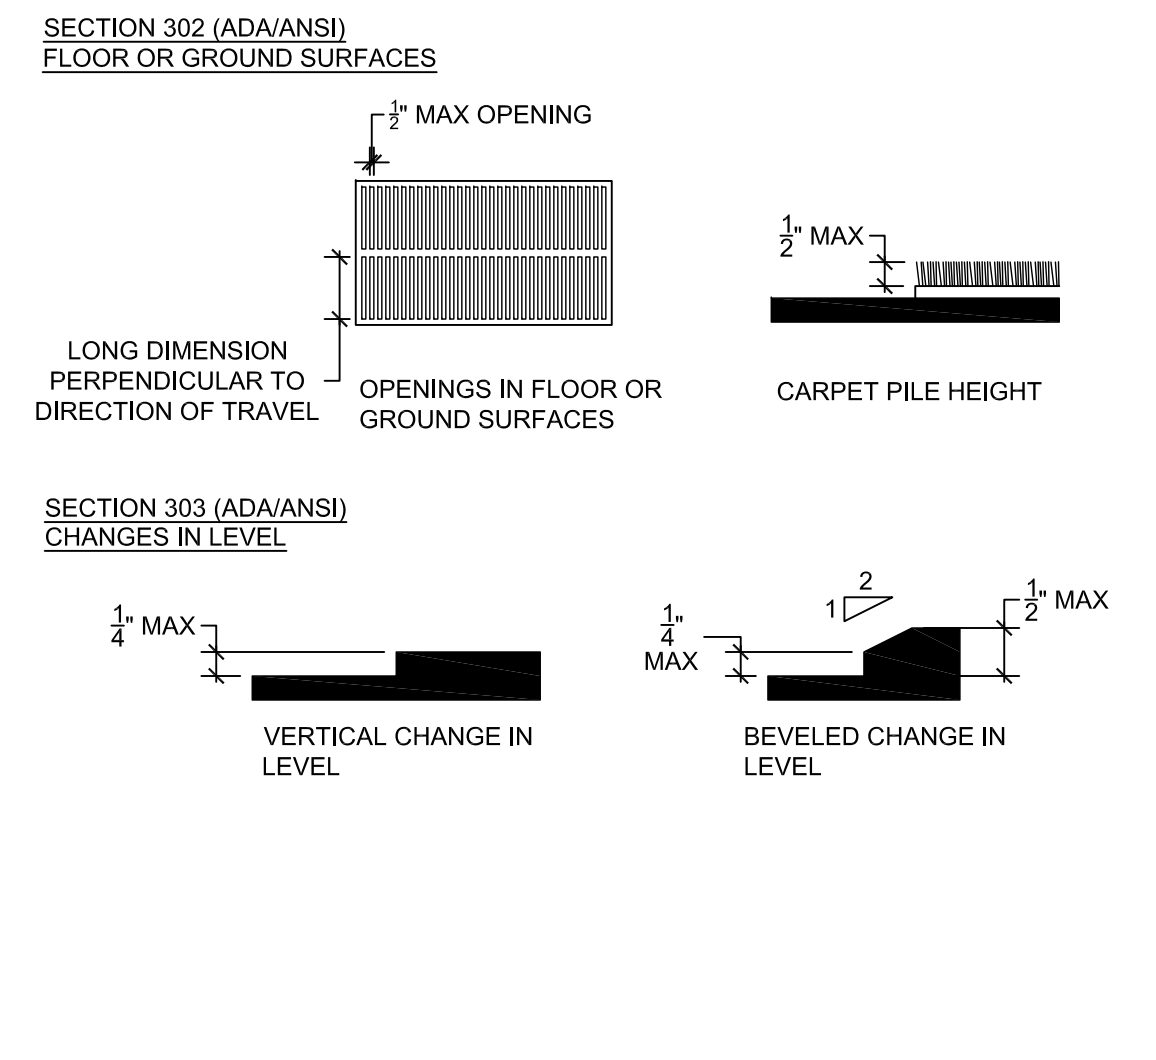 SECTION 302 (ADA/ANSI)
FLOOR OR GROUND SURFACES
1/2" MAX OPENING
LONG DIMENSION
PERPENDICULAR TO
DIRECTION OF TRAVEL
OPENINGS IN FLOOR OR
GROUND SURFACES
1/2" MAX
CARPET PILE HEIGHT
SECTION 303 (ADA/ANSI)
CHANGES IN LEVEL
1/4" MAX
VERTICAL CHANGE IN
LEVEL
1/4"
MAX
2
1
1/2" MAX
BEVELED CHANGE IN
LEVEL